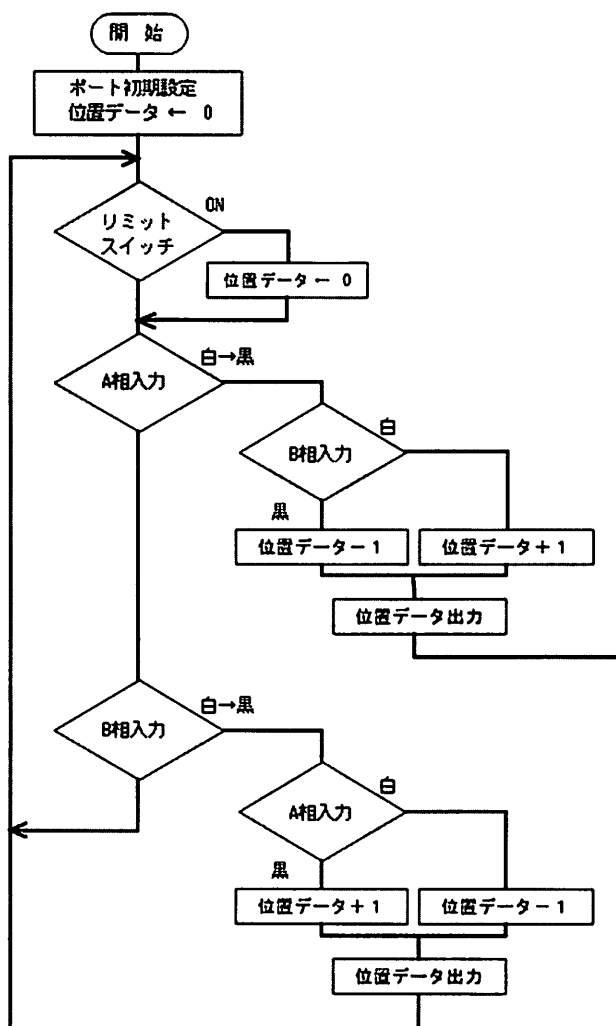 開 始
ポート初期設定
位置データ ← 0
ON
リミット
スイッチ
位置データ ← 0
白→黒
A相入力
白
B相入力
黒
位置データ－1
位置データ＋1
位置データ出力
白→黒
B相入力
白
A相入力
黒
位置データ＋1
位置データ－1
位置データ出力